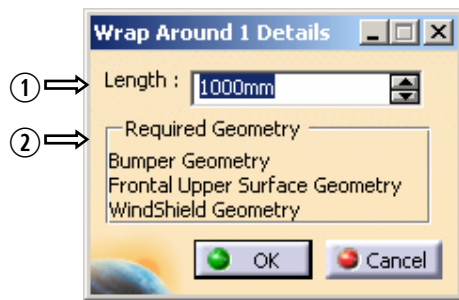 Wrap Around 1 Details
① Length : 1000mm
② Required Geometry
Bumper Geometry
Frontal Upper Surface Geometry
WindShield Geometry
OK Cancel